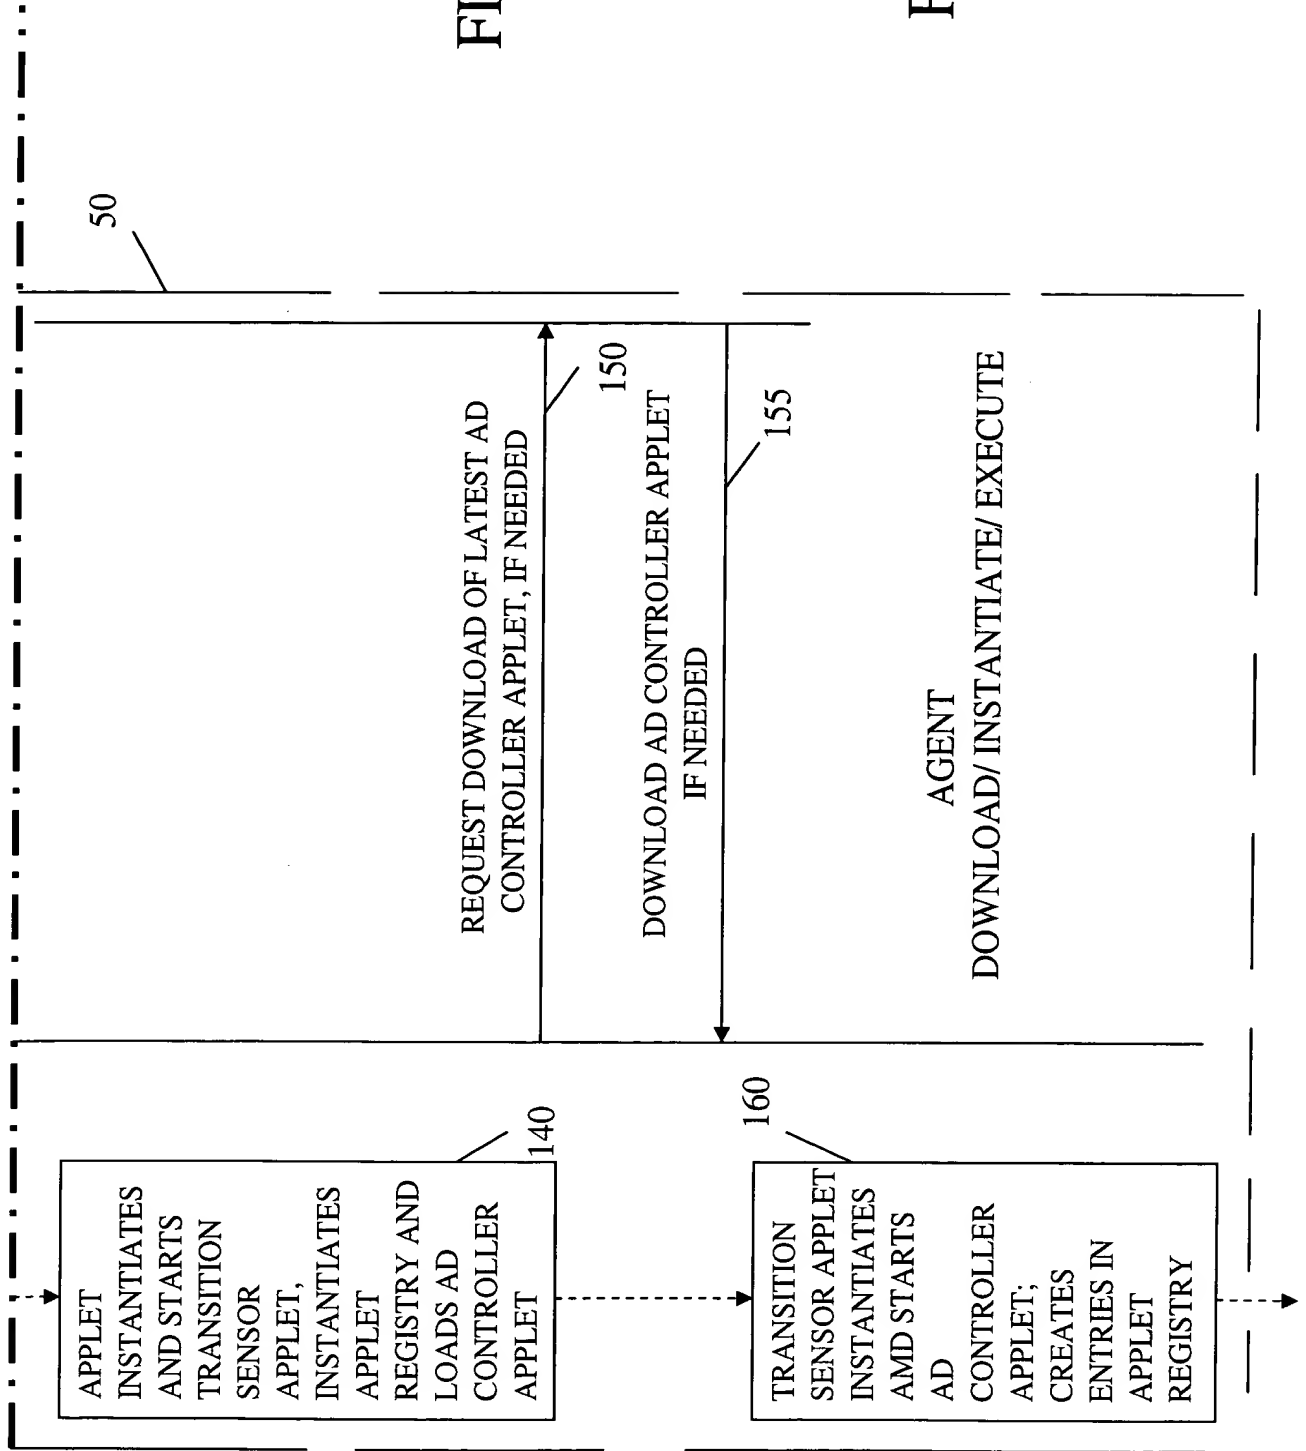 APPLET
INSTANTIATES
AND STARTS
TRANSITION
SENSOR
APPLET,
INSTANTIATES
APPLET
REGISTRY AND
LOADS AD
CONTROLLER
APPLET
140
50
REQUEST DOWNLOAD OF LATEST AD
CONTROLLER APPLET, IF NEEDED
150
FI
DOWNLOAD AD CONTROLLER APPLET
IF NEEDED
155
160
TRANSITION
SENSOR APPLET
INSTANTIATES
AMD STARTS
AD
CONTROLLER
APPLET;
CREATES
ENTRIES IN
APPLET
REGISTRY
AGENT
DOWNLOAD/ INSTANTIATE/ EXECUTE